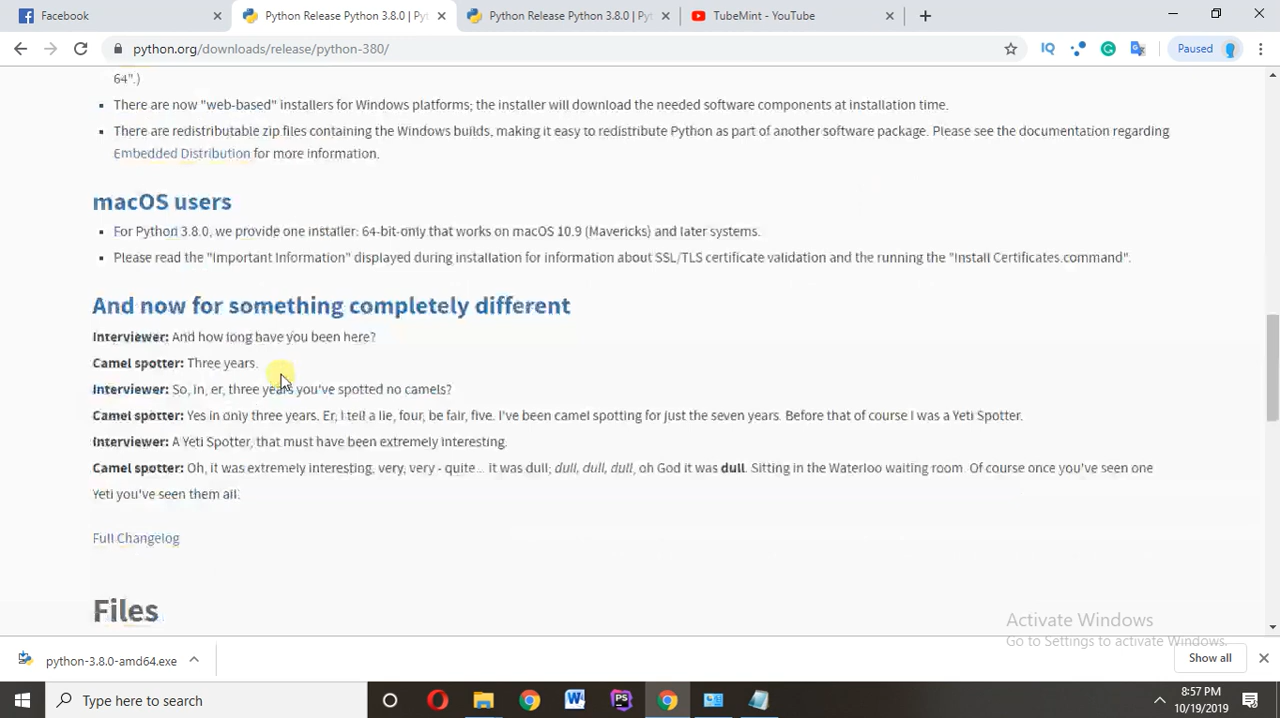 Facebook
Python Release Python 3.8.0 | Pyt
Python Release Python 3.8.0 | Pyt
TubeMint - YouTube
python.org/downloads/release/python-380/
IQ
Paused
64".)
There are now "web-based" installers for Windows platforms; the installer will download the needed software components at installation time.
There are redistributable zip files containing the Windows builds, making it easy to redistribute Python as part of another software package. Please see the documentation regarding
Embedded Distribution for more information.
macOS users
For Python 3.8.0, we provide one installer: 64-bit-only that works on macOS 10.9 (Mavericks) and later systems.
Please read the "Important Information" displayed during installation for information about SSL/TLS certificate validation and the running the "Install Certificates.command".
And now for something completely different
Interviewer: And how long have you been here?
Camel spotter: Three years.
Interviewer: So, in, er, three years you've spotted no camels?
Camel spotter: Yes in only three years. Er, I tell a lie, four, be fair, five. I've been camel spotting for just the seven years. Before that of course I was a Yeti Spotter.
Interviewer: A Yeti Spotter, that must have been extremely interesting.
Camel spotter: Oh, it was extremely interesting, very, very - quite... it was dull; dull, dull, dull, oh God it was dull. Sitting in the Waterloo waiting room Of course once you've seen one
Yeti you've seen them all.
Full Changelog
Files
Activate Windows
Go to Settings to activate Windows.
python-3.8.0-amd64.exe
Show all
Type here to search
8:57 PM
10/19/2019